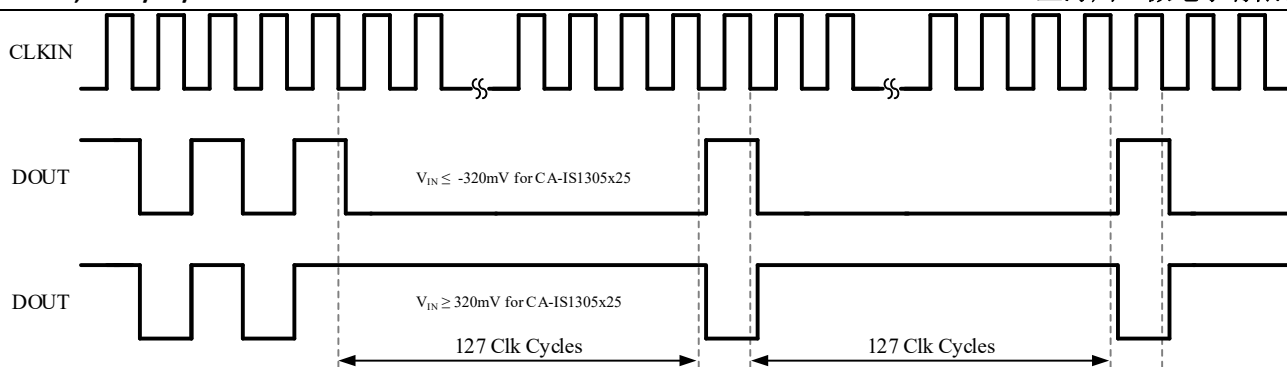 CLKIN
DOUT
V_IN ≤ -320mV for CA-IS1305x25
DOUT
V_IN ≥ 320mV for CA-IS1305x25
127 Clk Cycles
127 Clk Cycles